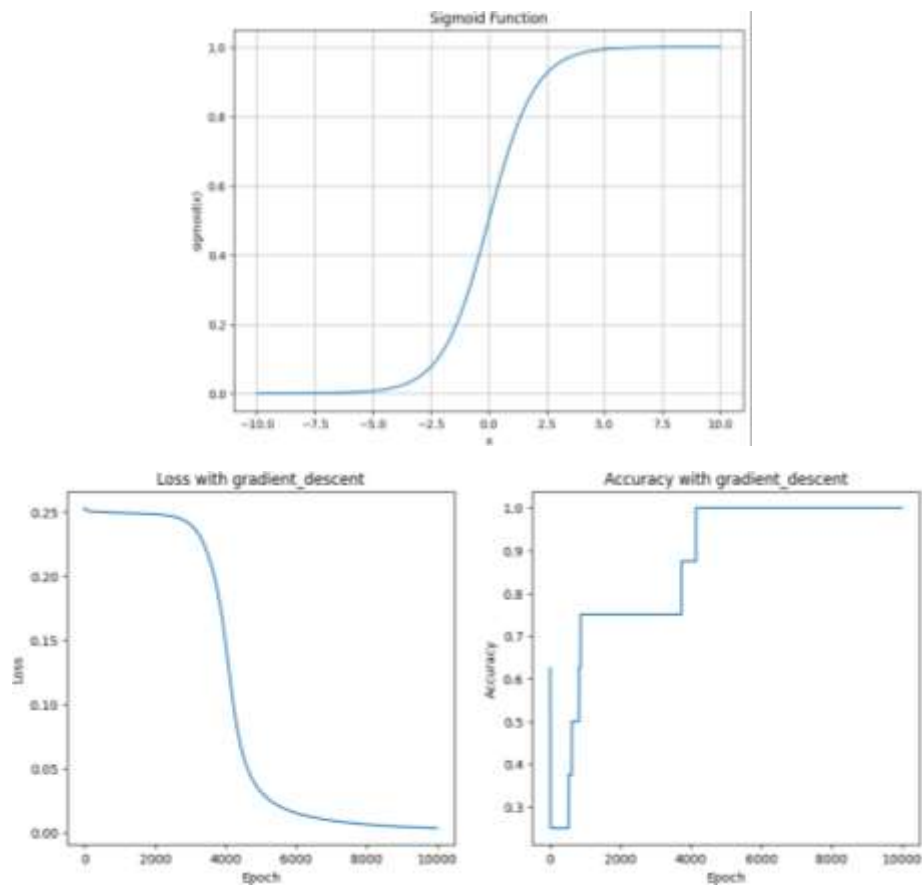 Sigmoid Function
1.0
0.8
0.6
0.4
0.2
0.0
sigmoid(x)
−10.0 −7.5 −5.0 −2.5 0.0 2.5 5.0 7.5 10.0
x
Loss with gradient_descent
0.25
0.20
0.15
0.10
0.05
0.00
Loss
0 2000 4000 6000 8000 10000
Epoch
Accuracy with gradient_descent
1.0
0.9
0.8
0.7
0.6
0.5
0.4
0.3
Accuracy
0 2000 4000 6000 8000 10000
Epoch